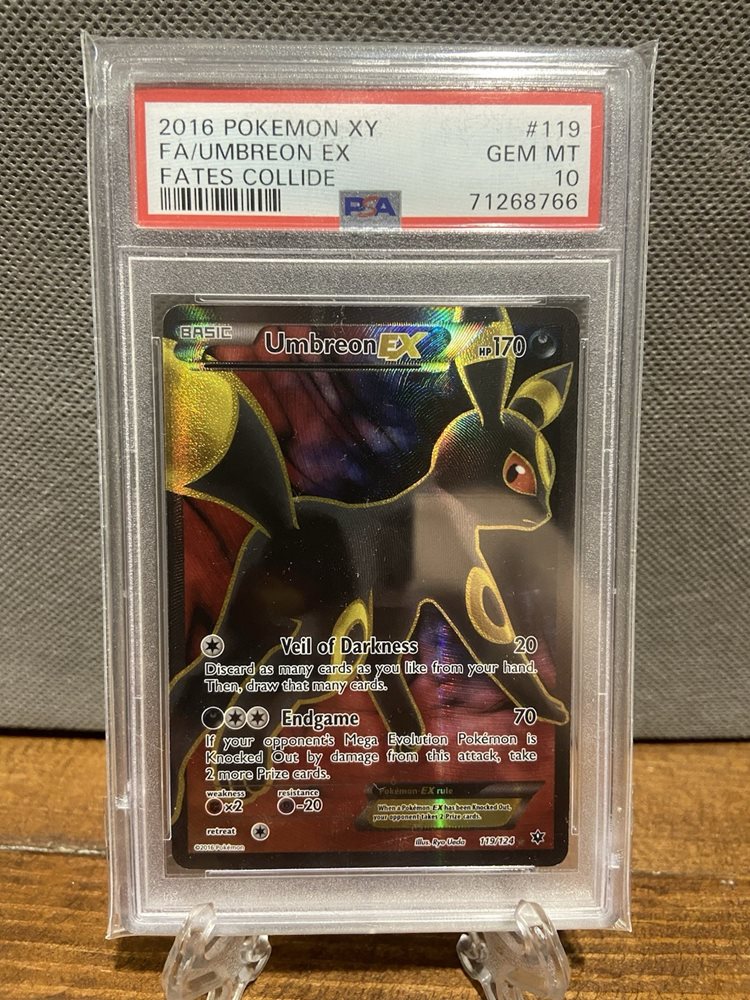 2016 POKEMON XY #119
FA/UMBREON EX GEM MT
FATES COLLIDE 10
PSA 71268766
BASIC Umbreon EX HP170
Veil of Darkness 20
Discard as many cards as you like from your hand.
Then, draw that many cards.
Endgame 70
If your opponent's Mega Evolution Pokémon is
Knocked Out by damage from this attack, take
2 more Prize cards.
weakness resistance
×2 -20
Pokémon-EX rule
When a Pokémon-EX has been Knocked Out,
your opponent takes 2 Prize cards.
retreat
©2016 Pokémon Illus. Ryo Ueda 119/124